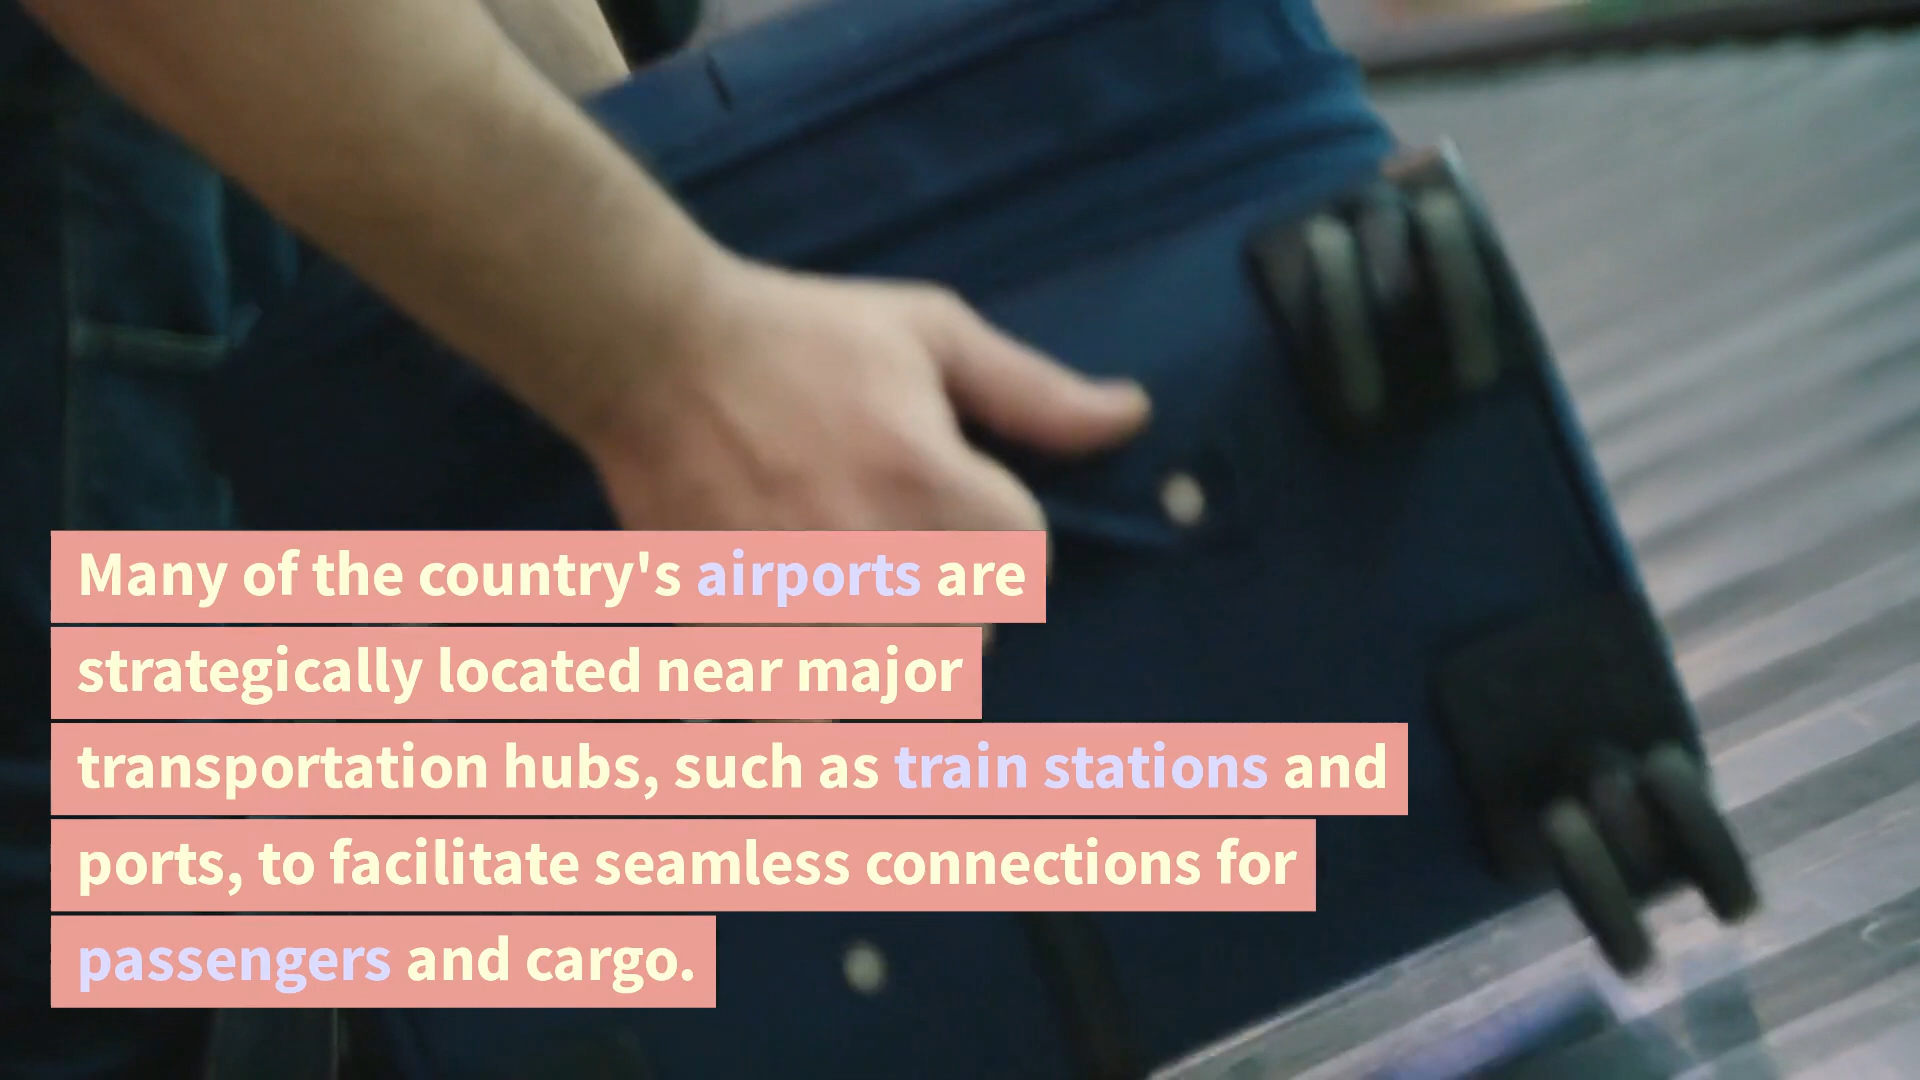 Many of the country's airports are
strategically located near major
transportation hubs, such as train stations and
ports, to facilitate seamless connections for
passengers and cargo.